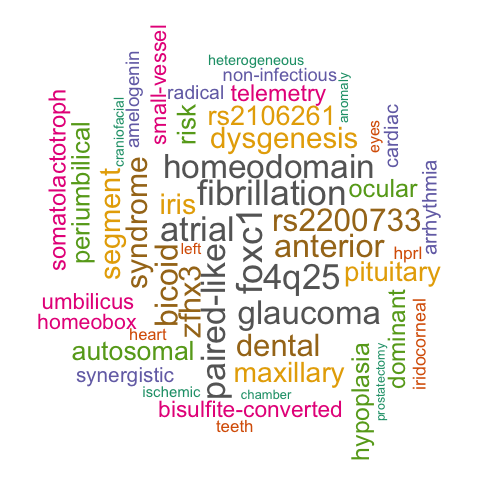 heterogeneous
non-infectious
radical telemetry
rs2106261
dysgenesis
homeodomain
fibrillation ocular
iris
atrial rs2200733
left anterior hprl
4q25 pituitary
glaucoma
umbilicus
homeobox
heart
autosomal dental
synergistic maxillary
ischemic chamber
bisulfite-converted
teeth
somatolactotroph
periumbilical
craniofacial
amelogenin
small-vessel
risk
segment
syndrome
bicoid
zfhx3
paired-like
foxc1
anomaly
eyes
cardiac
arrhythmia
hypoplasia
prostatectomy
dominant
iridocorneal